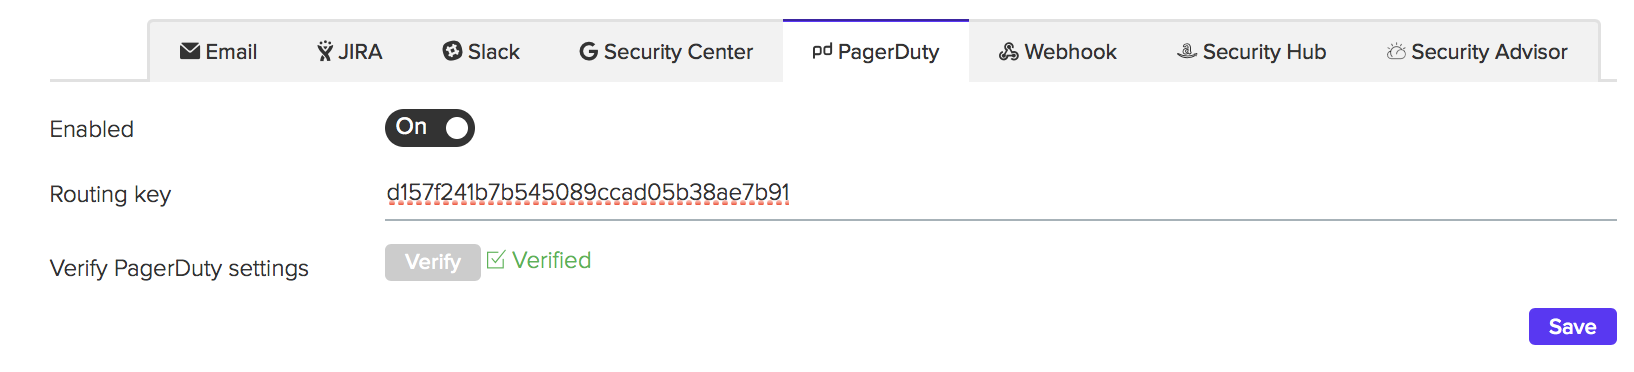 Email JIRA Slack Security Center pd PagerDuty Webhook Security Hub Security Advisor
Enabled On
Routing key d157f241b7b545089ccad05b38ae7b91
Verify PagerDuty settings Verify Verified
Save